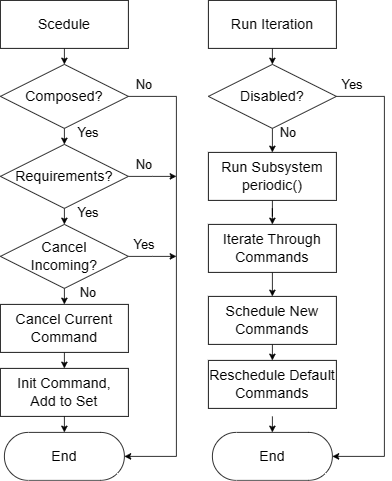 Scedule
Composed?
No
Yes
Requirements?
No
Yes
Cancel
Incoming?
Yes
No
Cancel Current
Command
Init Command,
Add to Set
End
Run Iteration
Disabled?
Yes
No
Run Subsystem
periodic()
Iterate Through
Commands
Schedule New
Commands
Reschedule Default
Commands
End